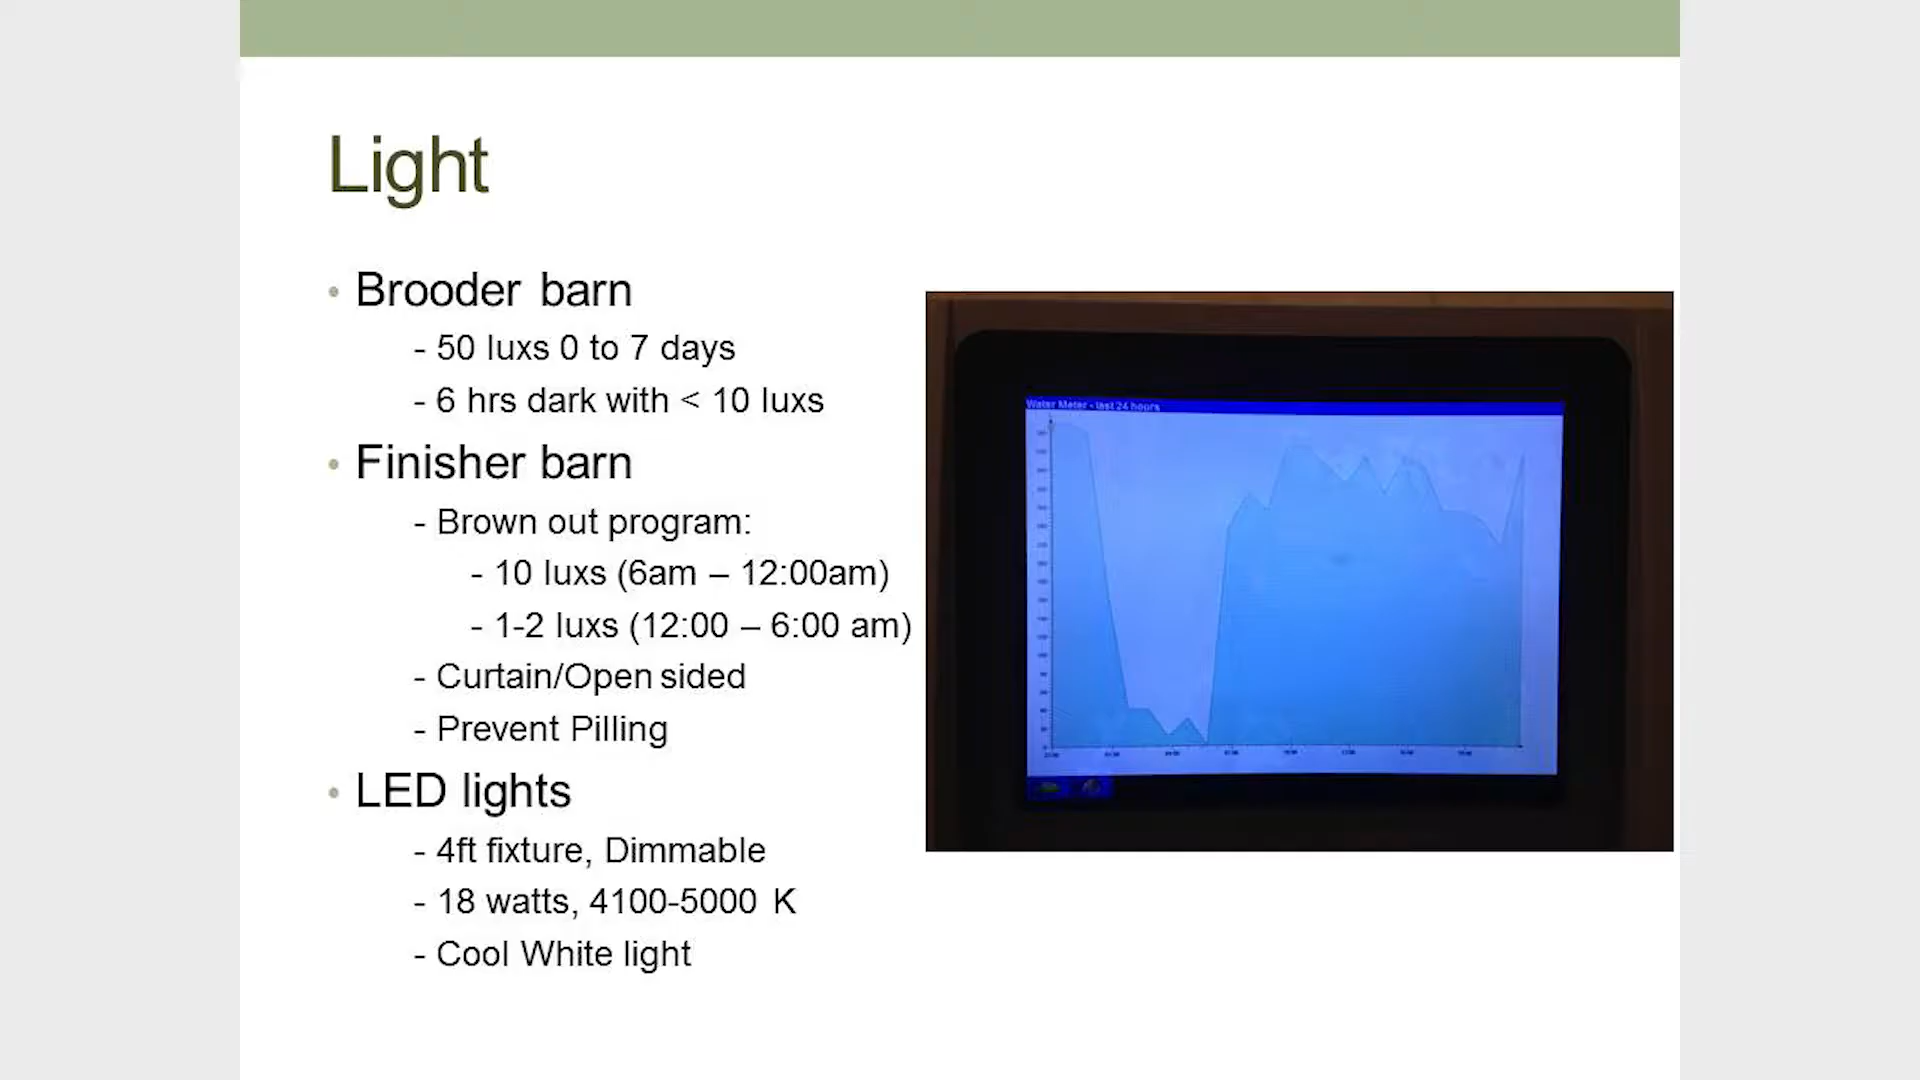 Light
• Brooder barn
- 50 luxs 0 to 7 days
- 6 hrs dark with < 10 luxs
• Finisher barn
- Brown out program:
- 10 luxs (6am – 12:00am)
- 1-2 luxs (12:00 – 6:00 am)
- Curtain/Open sided
- Prevent Pilling
• LED lights
- 4ft fixture, Dimmable
- 18 watts, 4100-5000 K
- Cool White light
Water Meter - last 24 hours